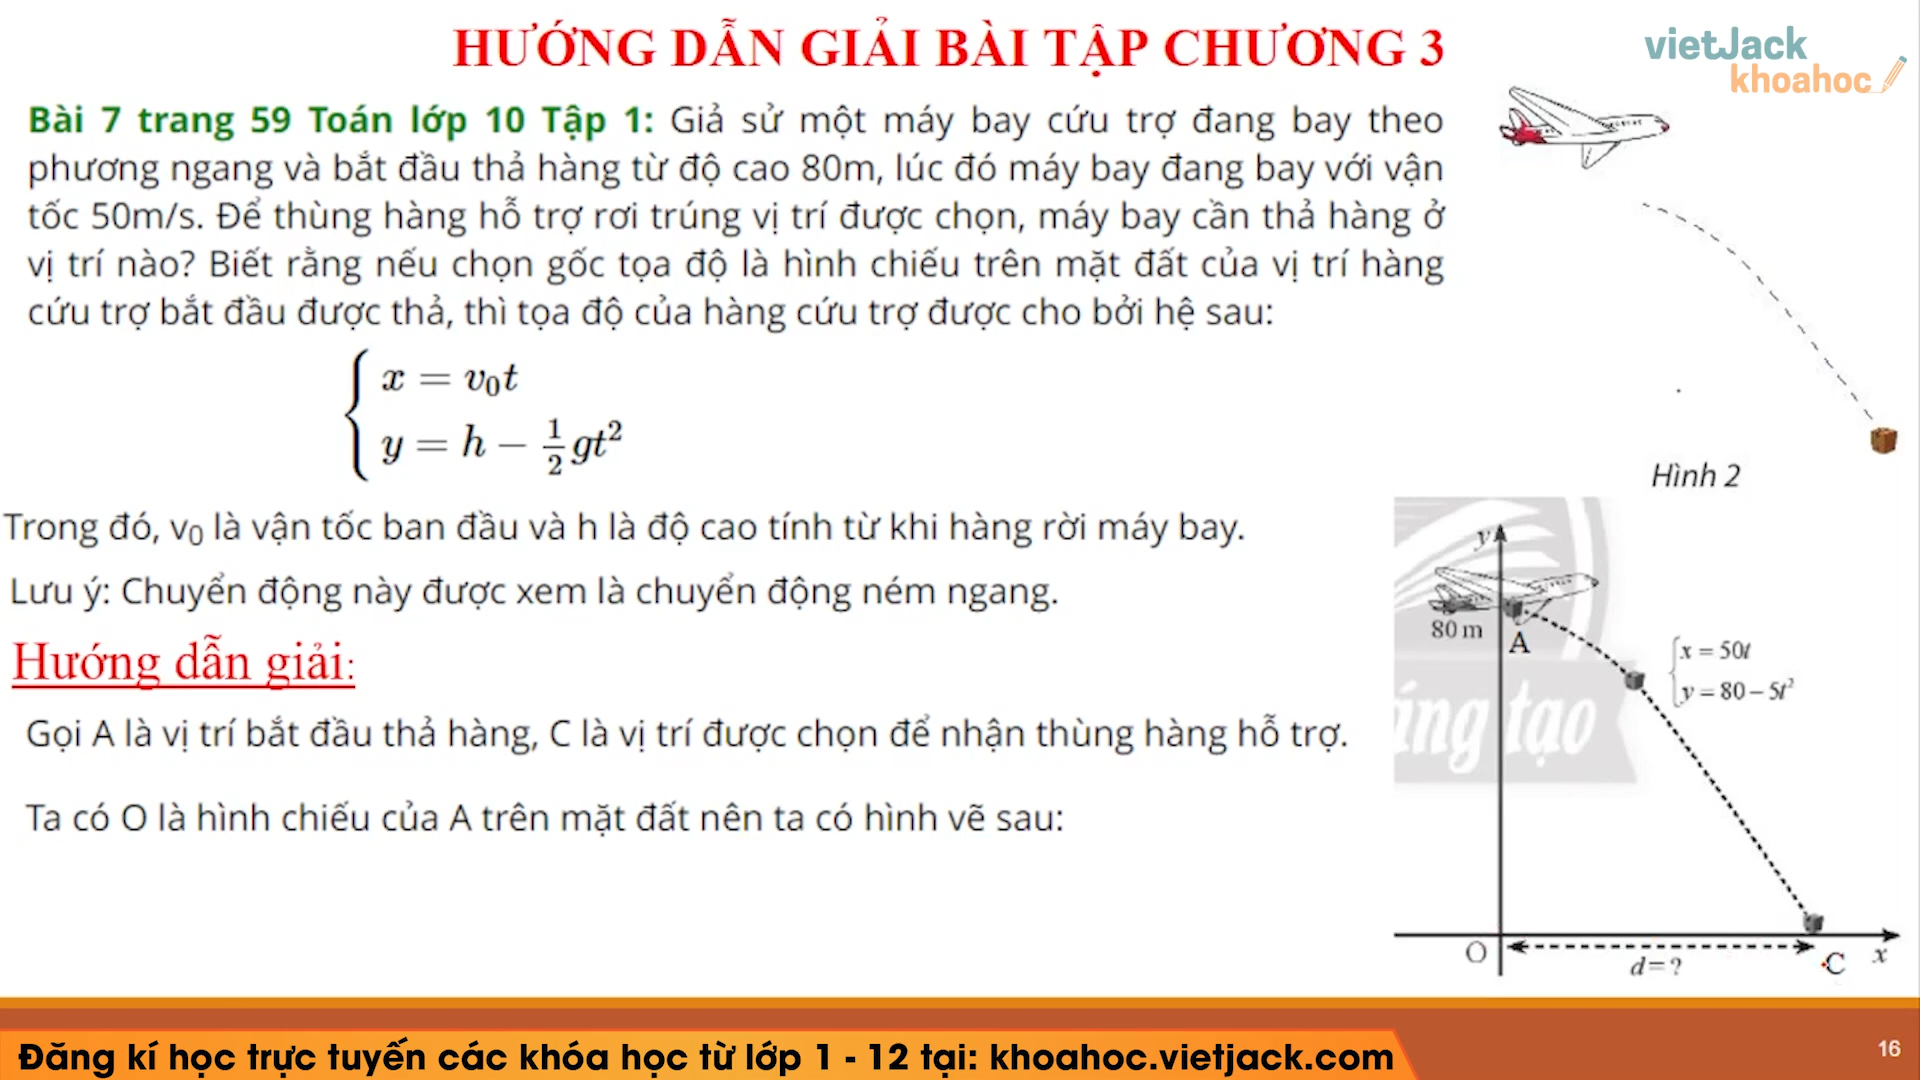 HƯỚNG DẪN GIẢI BÀI TẬP CHƯƠNG 3
vietJack
khoahoc
Bài 7 trang 59 Toán lớp 10 Tập 1: Giả sử một máy bay cứu trợ đang bay theo
phương ngang và bắt đầu thả hàng từ độ cao 80m, lúc đó máy bay đang bay với vận
tốc 50m/s. Để thùng hàng hỗ trợ rơi trúng vị trí được chọn, máy bay cần thả hàng ở
vị trí nào? Biết rằng nếu chọn gốc tọa độ là hình chiếu trên mặt đất của vị trí hàng
cứu trợ bắt đầu được thả, thì tọa độ của hàng cứu trợ được cho bởi hệ sau:
x = v₀t
y = h − ½gt²
Hình 2
Trong đó, v₀ là vận tốc ban đầu và h là độ cao tính từ khi hàng rời máy bay.
Lưu ý: Chuyển động này được xem là chuyển động ném ngang.
Hướng dẫn giải:
Gọi A là vị trí bắt đầu thả hàng, C là vị trí được chọn để nhận thùng hàng hỗ trợ.
Ta có O là hình chiếu của A trên mặt đất nên ta có hình vẽ sau:
y
80 m
A
x = 50t
y = 80 – 5t²
áng tạo
O
d = ?
C
x
Đăng kí học trực tuyến các khóa học từ lớp 1 - 12 tại: khoahoc.vietjack.com
16